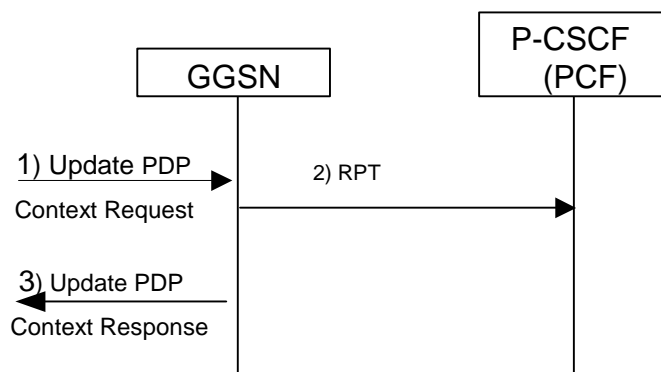 GGSN
P-CSCF
(PCF)
1) Update PDP
Context Request
2) RPT
3) Update PDP
Context Response